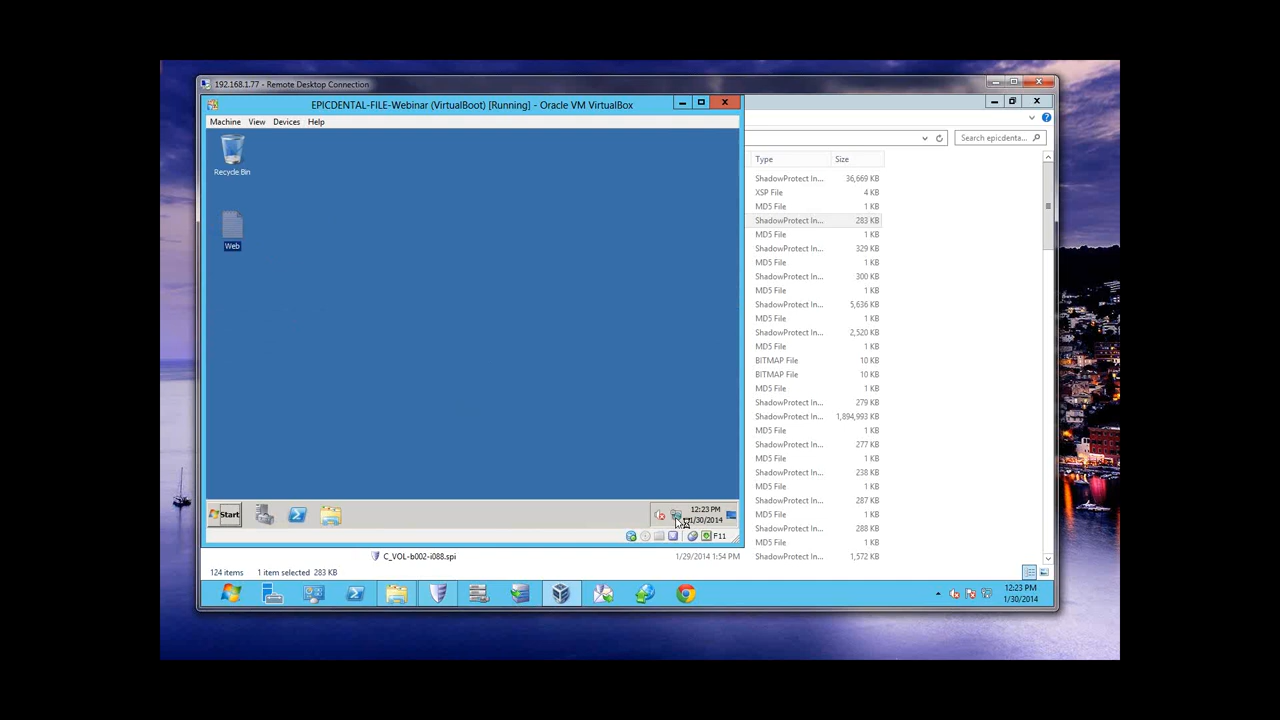 192.168.1.77 - Remote Desktop Connection
EPICDENTAL-FILE-Webinar (VirtualBoot) [Running] - Oracle VM VirtualBox
Machine View Devices Help
Search epicdenta...
Recycle Bin
Web
Type Size
ShadowProtect In... 36,669 KB
XSP File 4 KB
MD5 File 1 KB
ShadowProtect In... 283 KB
MD5 File 1 KB
ShadowProtect In... 329 KB
MD5 File 1 KB
ShadowProtect In... 300 KB
MD5 File 1 KB
ShadowProtect In... 5,636 KB
MD5 File 1 KB
ShadowProtect In... 2,520 KB
MD5 File 1 KB
BITMAP File 10 KB
BITMAP File 10 KB
MD5 File 1 KB
ShadowProtect In... 279 KB
ShadowProtect In... 1,894,993 KB
MD5 File 1 KB
ShadowProtect In... 277 KB
MD5 File 1 KB
ShadowProtect In... 238 KB
MD5 File 1 KB
ShadowProtect In... 287 KB
MD5 File 1 KB
ShadowProtect In... 288 KB
MD5 File 1 KB
Start
12:23 PM
1/30/2014
F11
C_VOL-b002-i088.spi 1/29/2014 1:54 PM ShadowProtect In... 1,572 KB
124 items 1 item selected 283 KB
12:23 PM
1/30/2014